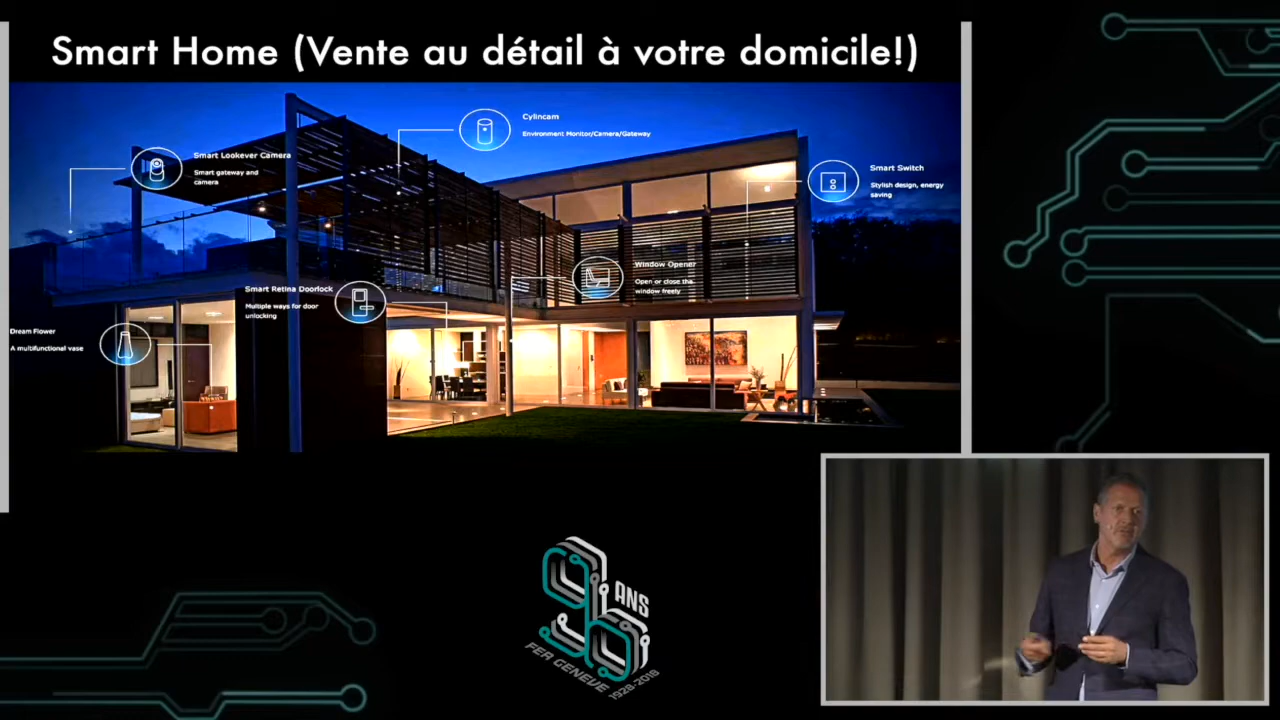 Smart Home (Vente au détail à votre domicile!)
Cylincam
Environment Monitor/Camera/Gateway
Smart Lookever Camera
Smart gateway and
camera
Smart Switch
Stylish design, energy
saving
Window Opener
Open or close the
window freely
Smart Retina Doorlock
Multiple ways for door
unlocking
Dream Flower
A multifunctional vase
90
ANS
FER GENEVE 1928-2018